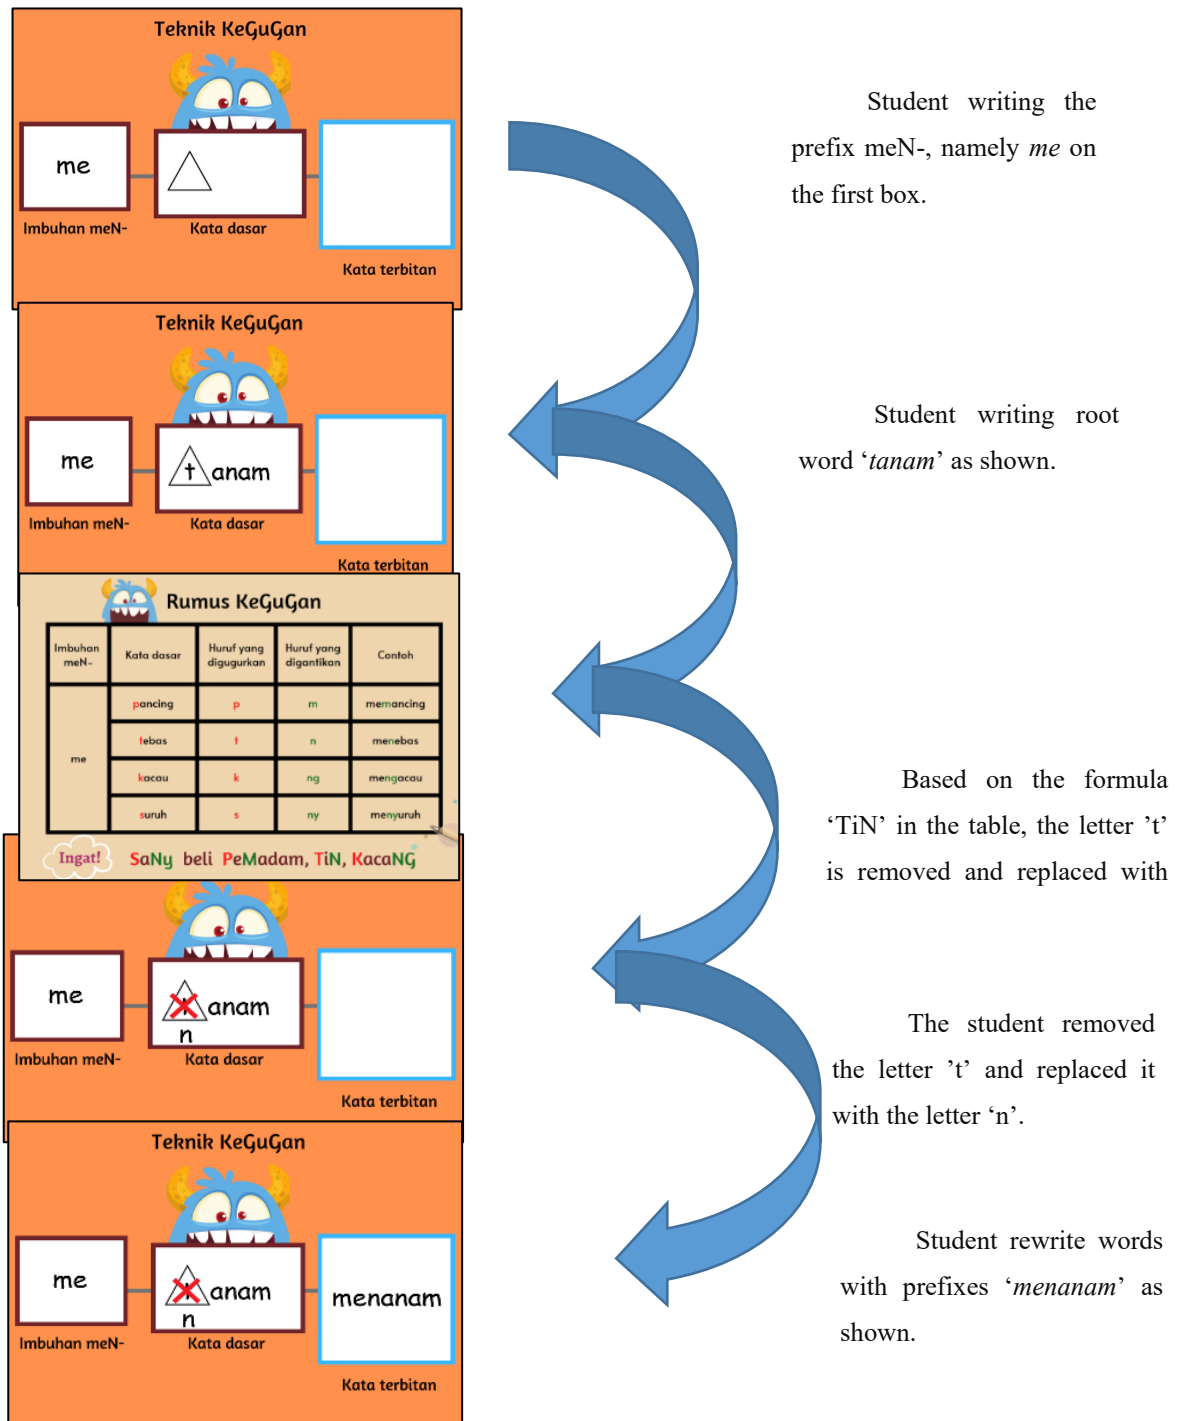 Teknik KeGuGan
me
Imbuhan meN-
Kata dasar
Kata terbitan
Student writing the
prefix meN-, namely me on
the first box.
Teknik KeGuGan
me
t anam
Imbuhan meN-
Kata dasar
Kata terbitan
Student writing root
word ‘tanam’ as shown.
Rumus KeGuGan
Imbuhan meN- Kata dasar Huruf yang digugurkan Huruf yang digantikan Contoh
me
pancing p m memancing
tebas t n menebas
kacau k ng mengacau
suruh s ny menyuruh
Ingat! SaNy beli PeMadam, TiN, KacaNG
Based on the formula
‘TiN’ in the table, the letter ’t’
is removed and replaced with
me
anam
n
Imbuhan meN-
Kata dasar
Kata terbitan
The student removed
the letter ’t’ and replaced it
with the letter ‘n’.
Teknik KeGuGan
me
anam
n
menanam
Imbuhan meN-
Kata dasar
Kata terbitan
Student rewrite words
with prefixes ‘menanam’ as
shown.